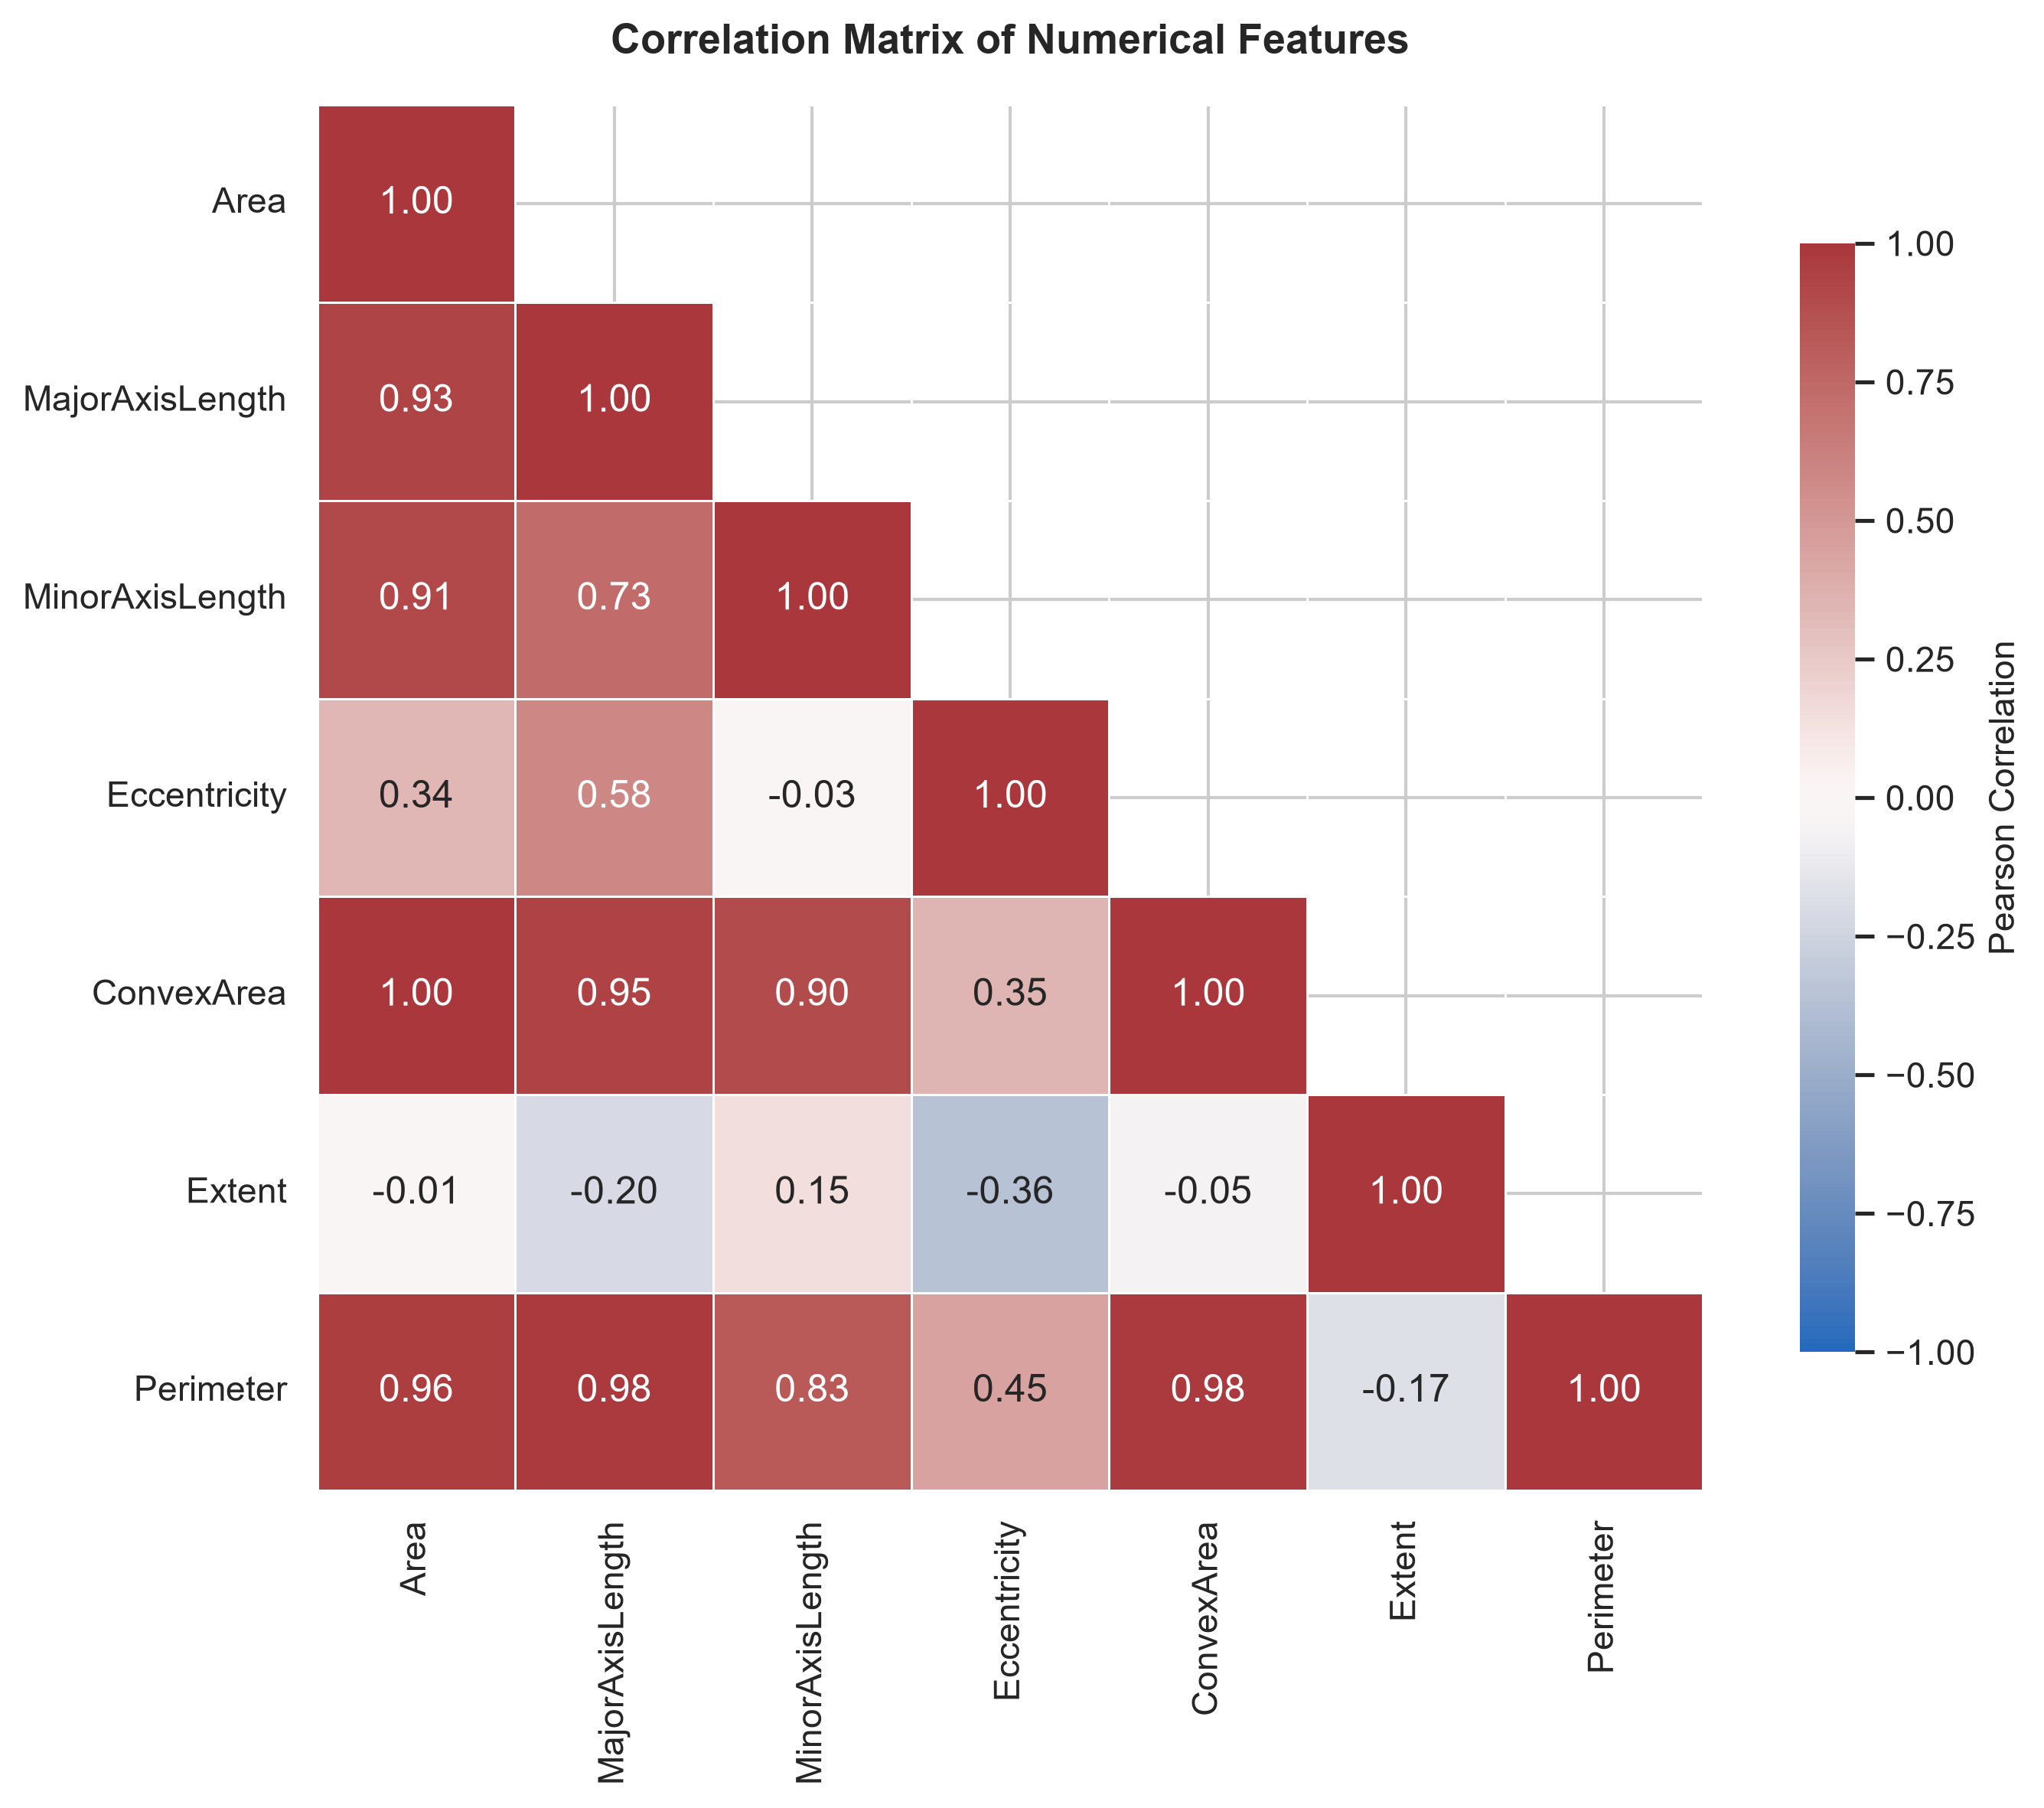 Correlation Matrix of Numerical Features
Area 1.00
MajorAxisLength 0.93 1.00
MinorAxisLength 0.91 0.73 1.00
Eccentricity 0.34 0.58 -0.03 1.00
ConvexArea 1.00 0.95 0.90 0.35 1.00
Extent -0.01 -0.20 0.15 -0.36 -0.05 1.00
Perimeter 0.96 0.98 0.83 0.45 0.98 -0.17 1.00
Area
MajorAxisLength
MinorAxisLength
Eccentricity
ConvexArea
Extent
Perimeter
1.00
0.75
0.50
0.25
0.00
−0.25
−0.50
−0.75
−1.00
Pearson Correlation